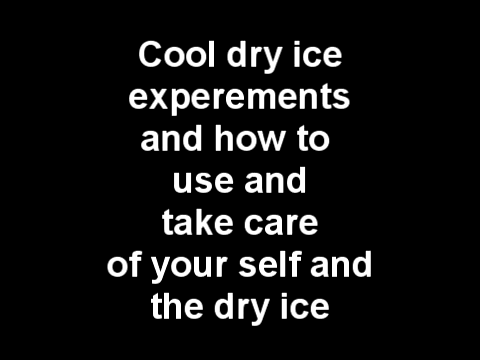 Cool dry ice
experements
and how to
use and
take care
of your self and
the dry ice